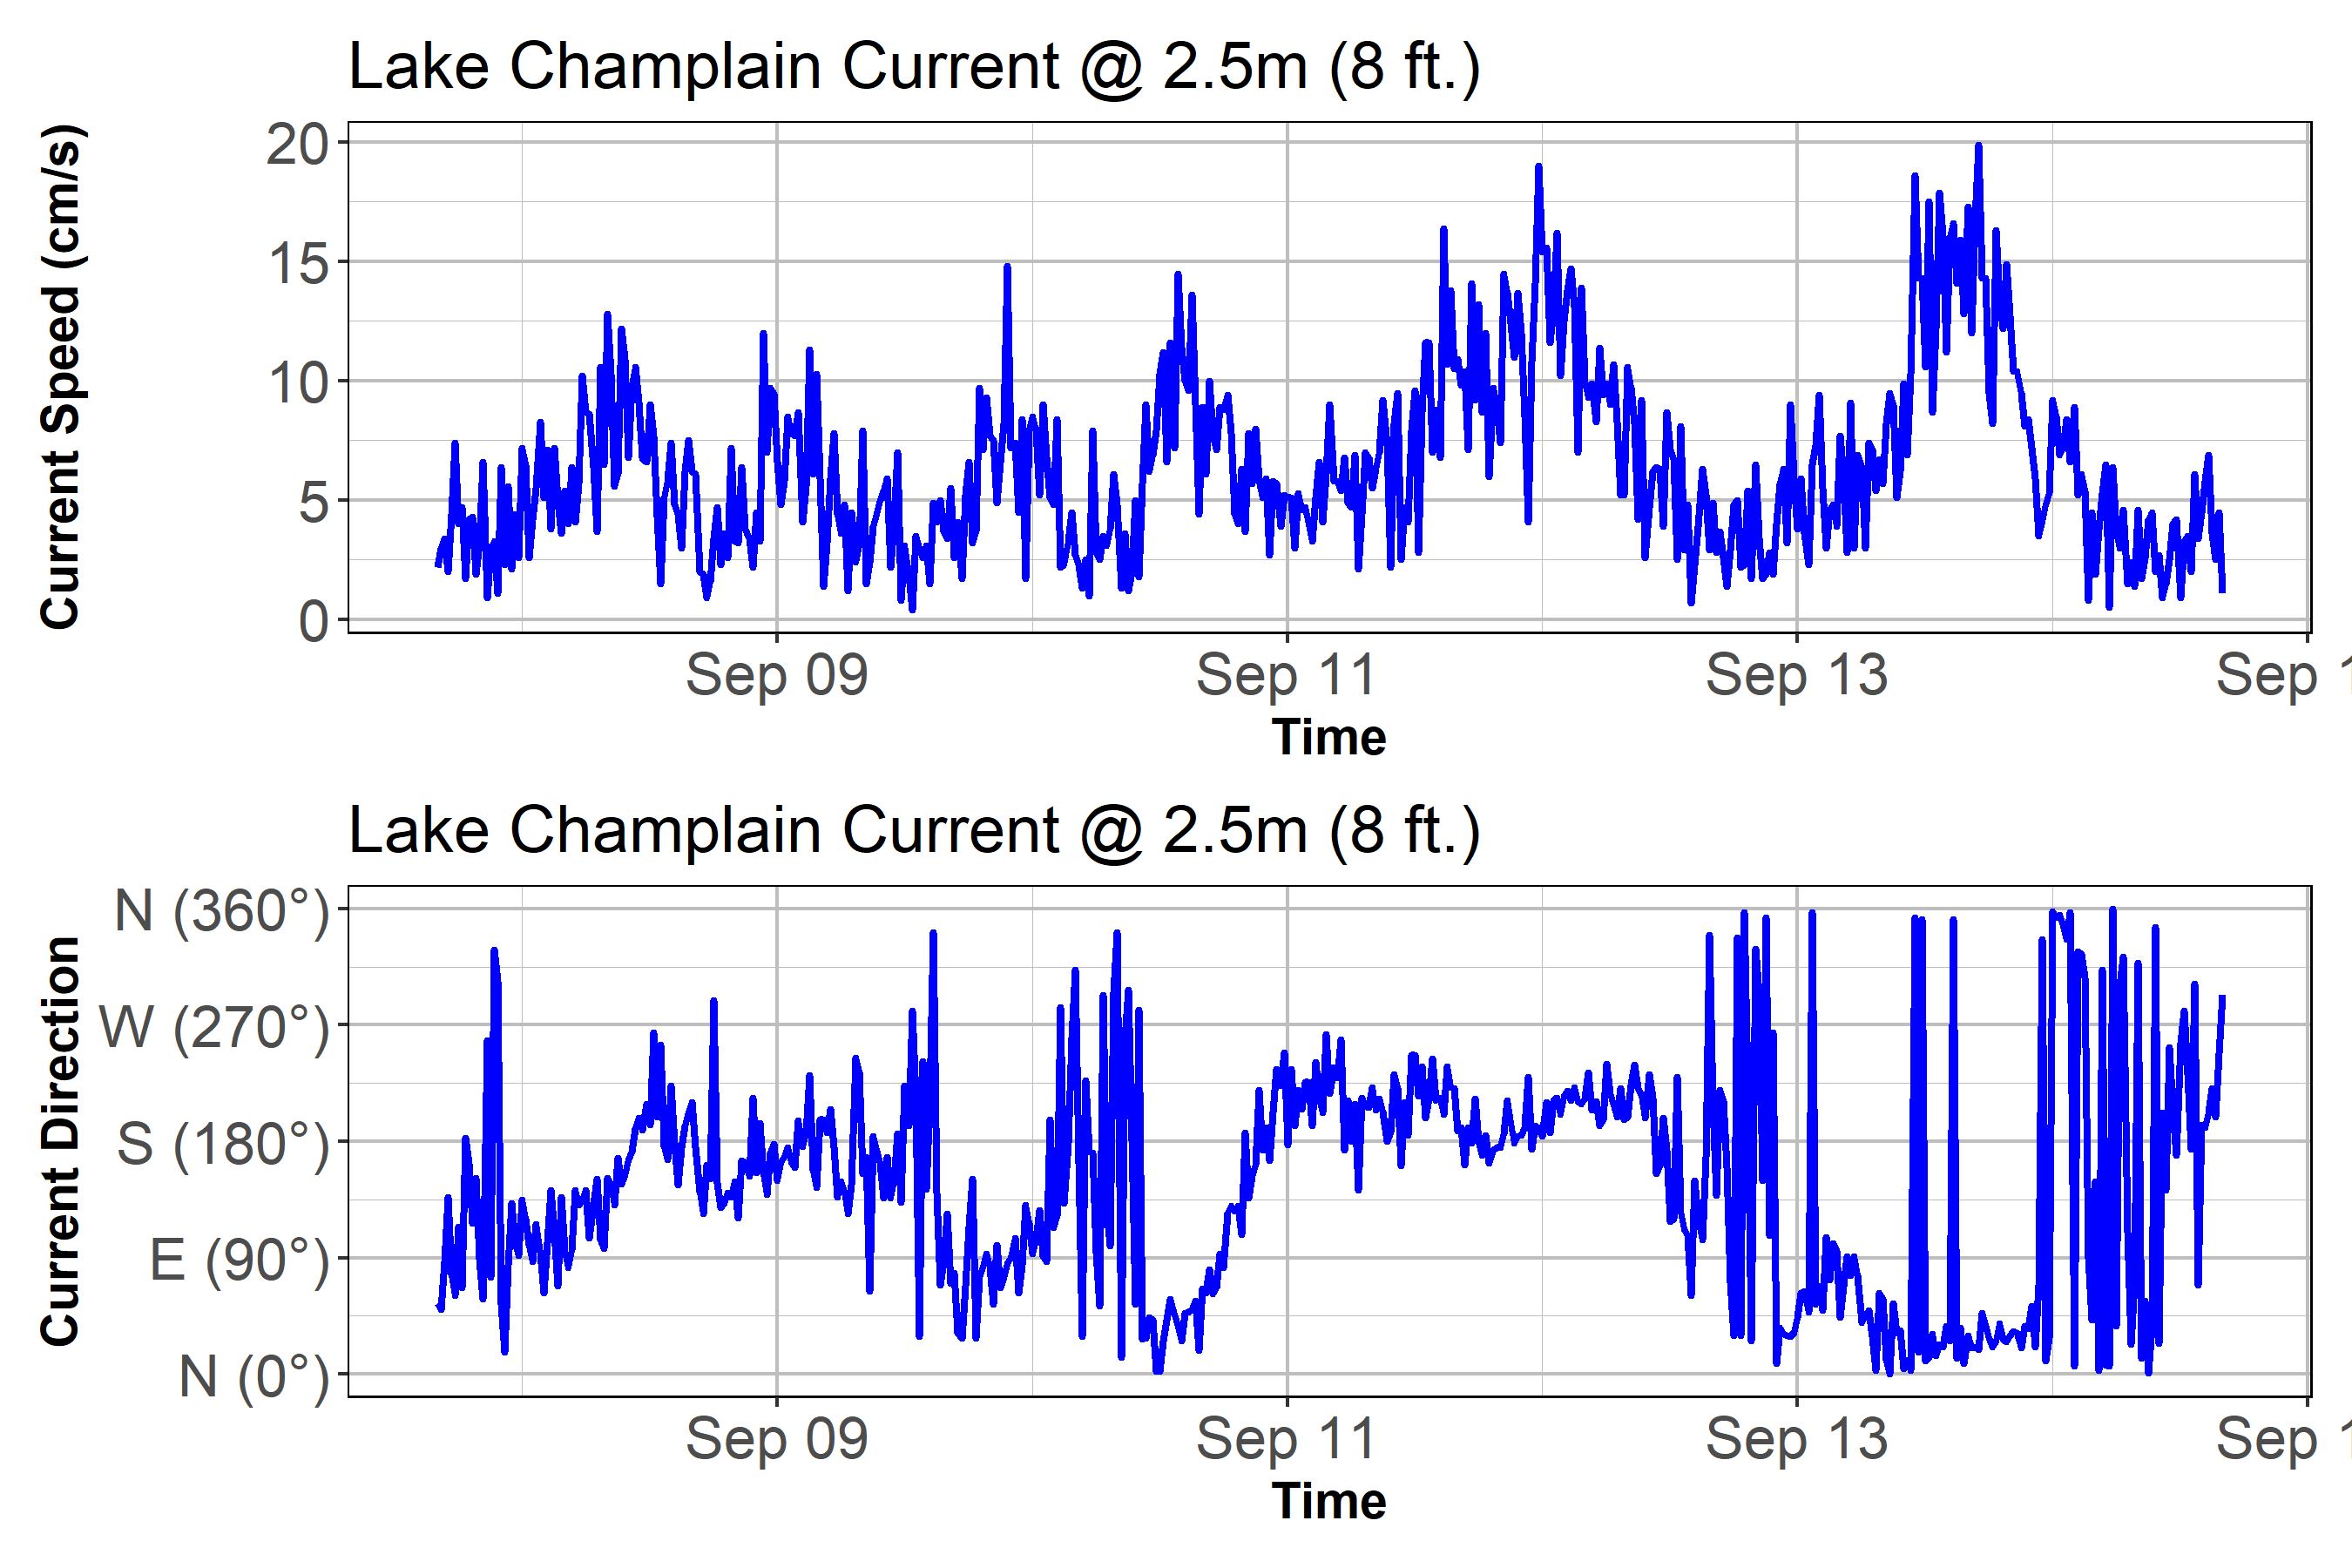 Lake Champlain Current @ 2.5m (8 ft.)
Current Speed (cm/s)
20
15
10
5
0
Sep 09 Sep 11 Sep 13 Sep 1
Time
Lake Champlain Current @ 2.5m (8 ft.)
Current Direction
N (360°)
W (270°)
S (180°)
E (90°)
N (0°)
Sep 09 Sep 11 Sep 13 Sep 1
Time